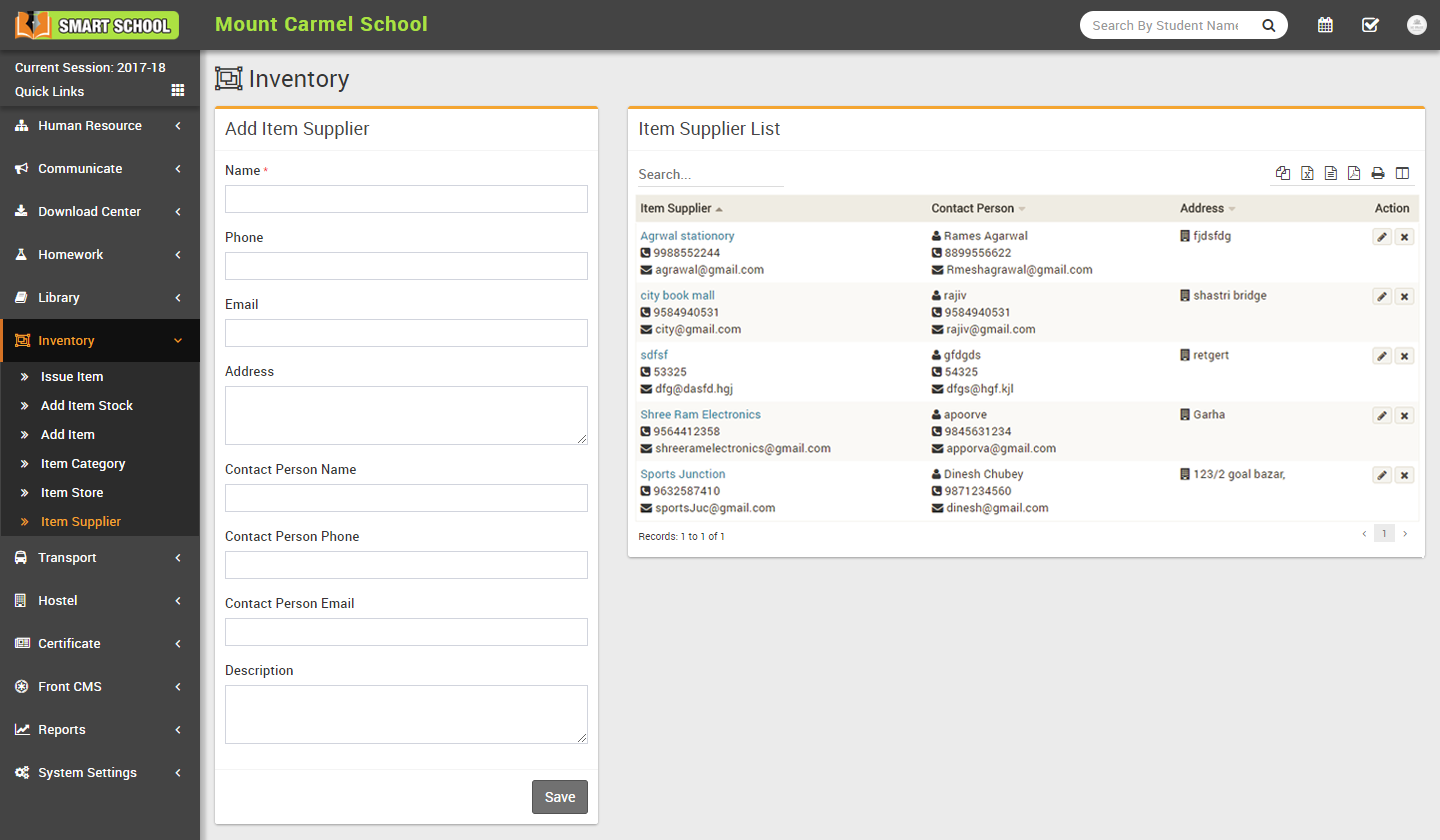 SMART SCHOOL
Mount Carmel School
Search By Student Name
Current Session: 2017-18
Quick Links
Human Resource
Communicate
Download Center
Homework
Library
Inventory
Issue Item
Add Item Stock
Add Item
Item Category
Item Store
Item Supplier
Transport
Hostel
Certificate
Front CMS
Reports
System Settings
Inventory
Add Item Supplier
Name *
Phone
Email
Address
Contact Person Name
Contact Person Phone
Contact Person Email
Description
Save
Item Supplier List
Search...
Item Supplier Contact Person Address Action
Agrwal stationory Rames Agarwal fjdsfdg
9988552244 8899556622
agrawal@gmail.com Rmeshagrawal@gmail.com
city book mall rajiv shastri bridge
9584940531 9584940531
city@gmail.com rajiv@gmail.com
sdfsf gfdgds retgert
53325 54325
dfg@dasfd.hgj dfgs@hgf.kjl
Shree Ram Electronics apoorve Garha
9564412358 9845631234
shreeramelectronics@gmail.com apporva@gmail.com
Sports Junction Dinesh Chubey 123/2 goal bazar,
9632587410 9871234560
sportsJuc@gmail.com dinesh@gmail.com
Records: 1 to 1 of 1 1